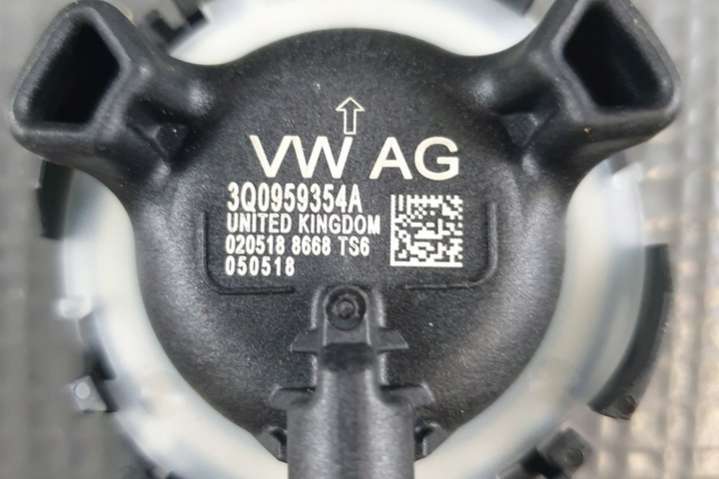 VW AG
3Q0959354A
UNITED KINGDOM
020518 8668 TS6
050518